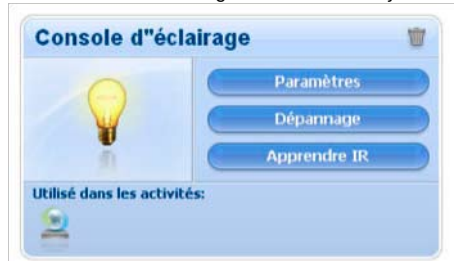 Console d"éclairage
Paramètres
Dépannage
Apprendre IR
Utilisé dans les activités: